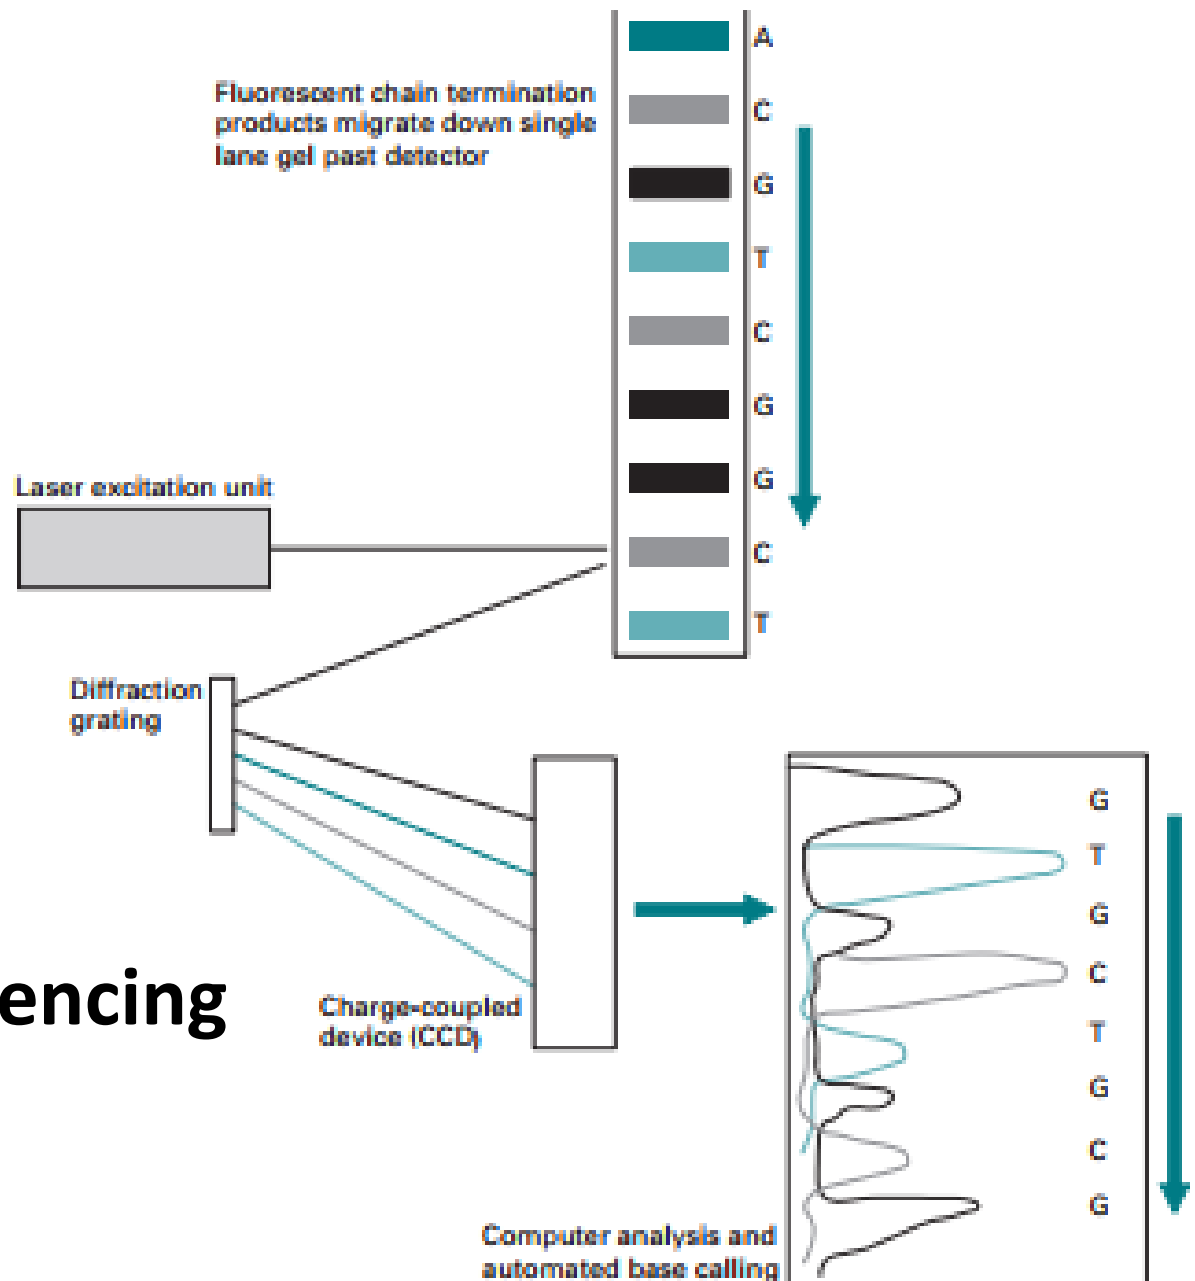 A
Fluorescent chain termination
products migrate down single
lane gel past detector
C
G
T
C
G
G
Laser excitation unit
C
T
Diffraction
grating
G
T
G
C
T
G
C
G
encing
Charge-coupled
device (CCD)
Computer analysis and
automated base calling